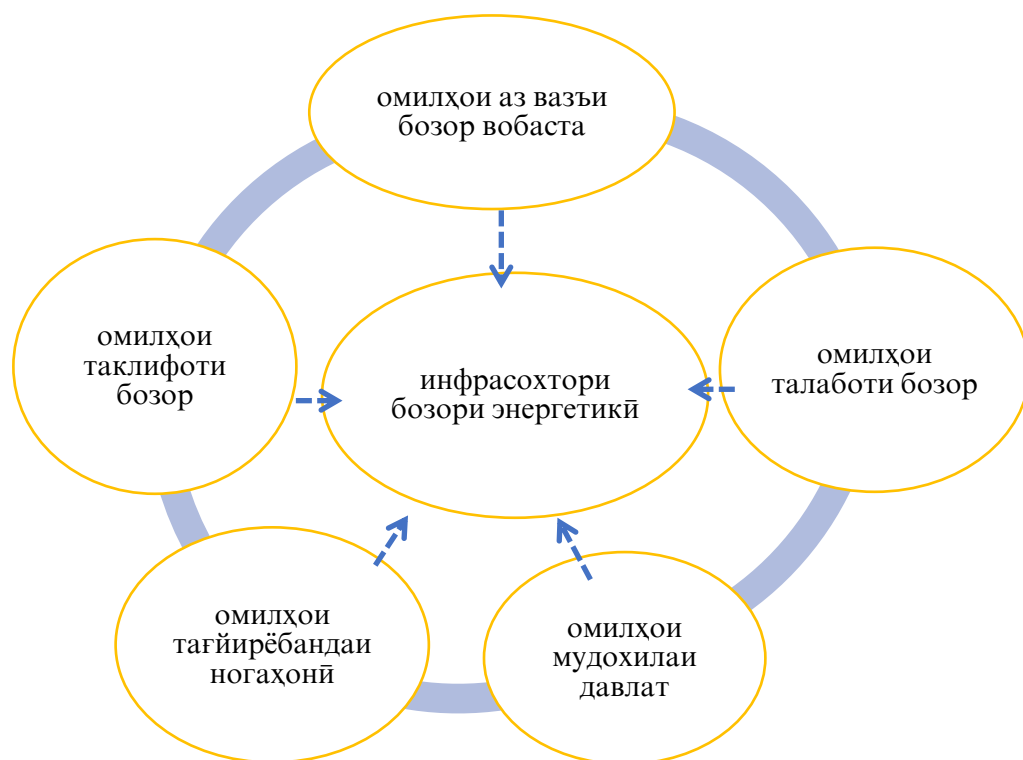 омилҳои аз вазъи
бозор вобаста
омилҳои
таклифоти
бозор
инфрасохтори
бозори энергетикӣ
омилҳои
талаботи бозор
омилҳои
тағйирёбандаи
ногаҳонӣ
омилҳои
мудохилаи
давлат